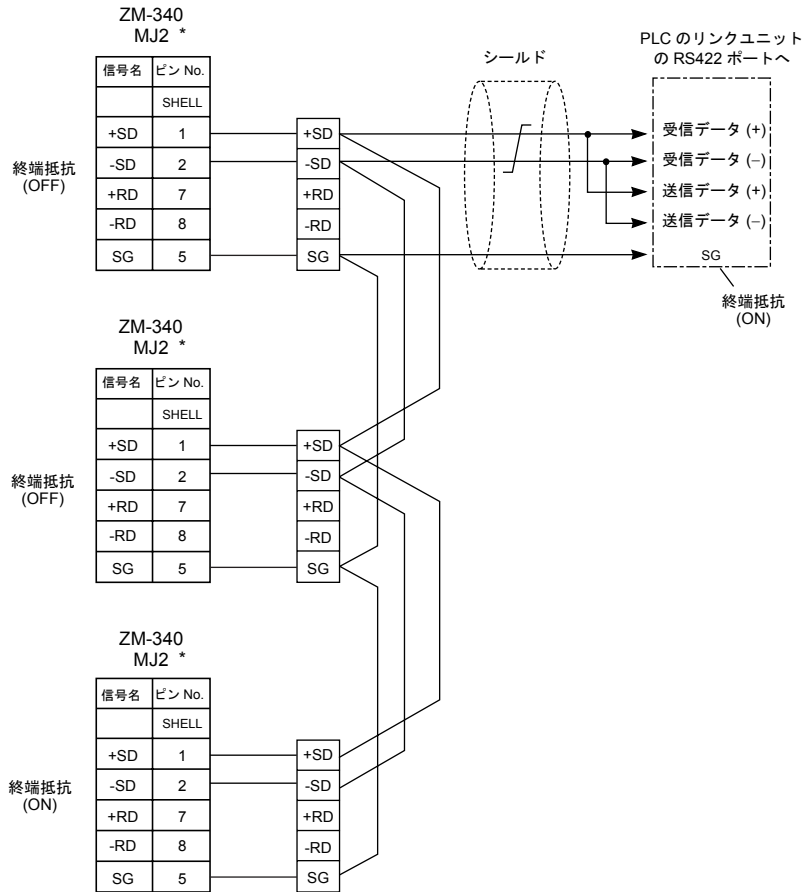 ZM-340
MJ2 *
信号名 ピン No.
SHELL
+SD 1 +SD
-SD 2 -SD
+RD 7 +RD
-RD 8 -RD
SG 5 SG
終端抵抗
(OFF)
シールド
PLC のリンクユニット
の RS422 ポートへ
受信データ (+)
受信データ (−)
送信データ (+)
送信データ (−)
SG
終端抵抗
(ON)
ZM-340
MJ2 *
信号名 ピン No.
SHELL
+SD 1 +SD
-SD 2 -SD
+RD 7 +RD
-RD 8 -RD
SG 5 SG
終端抵抗
(OFF)
ZM-340
MJ2 *
信号名 ピン No.
SHELL
+SD 1 +SD
-SD 2 -SD
+RD 7 +RD
-RD 8 -RD
SG 5 SG
終端抵抗
(ON)